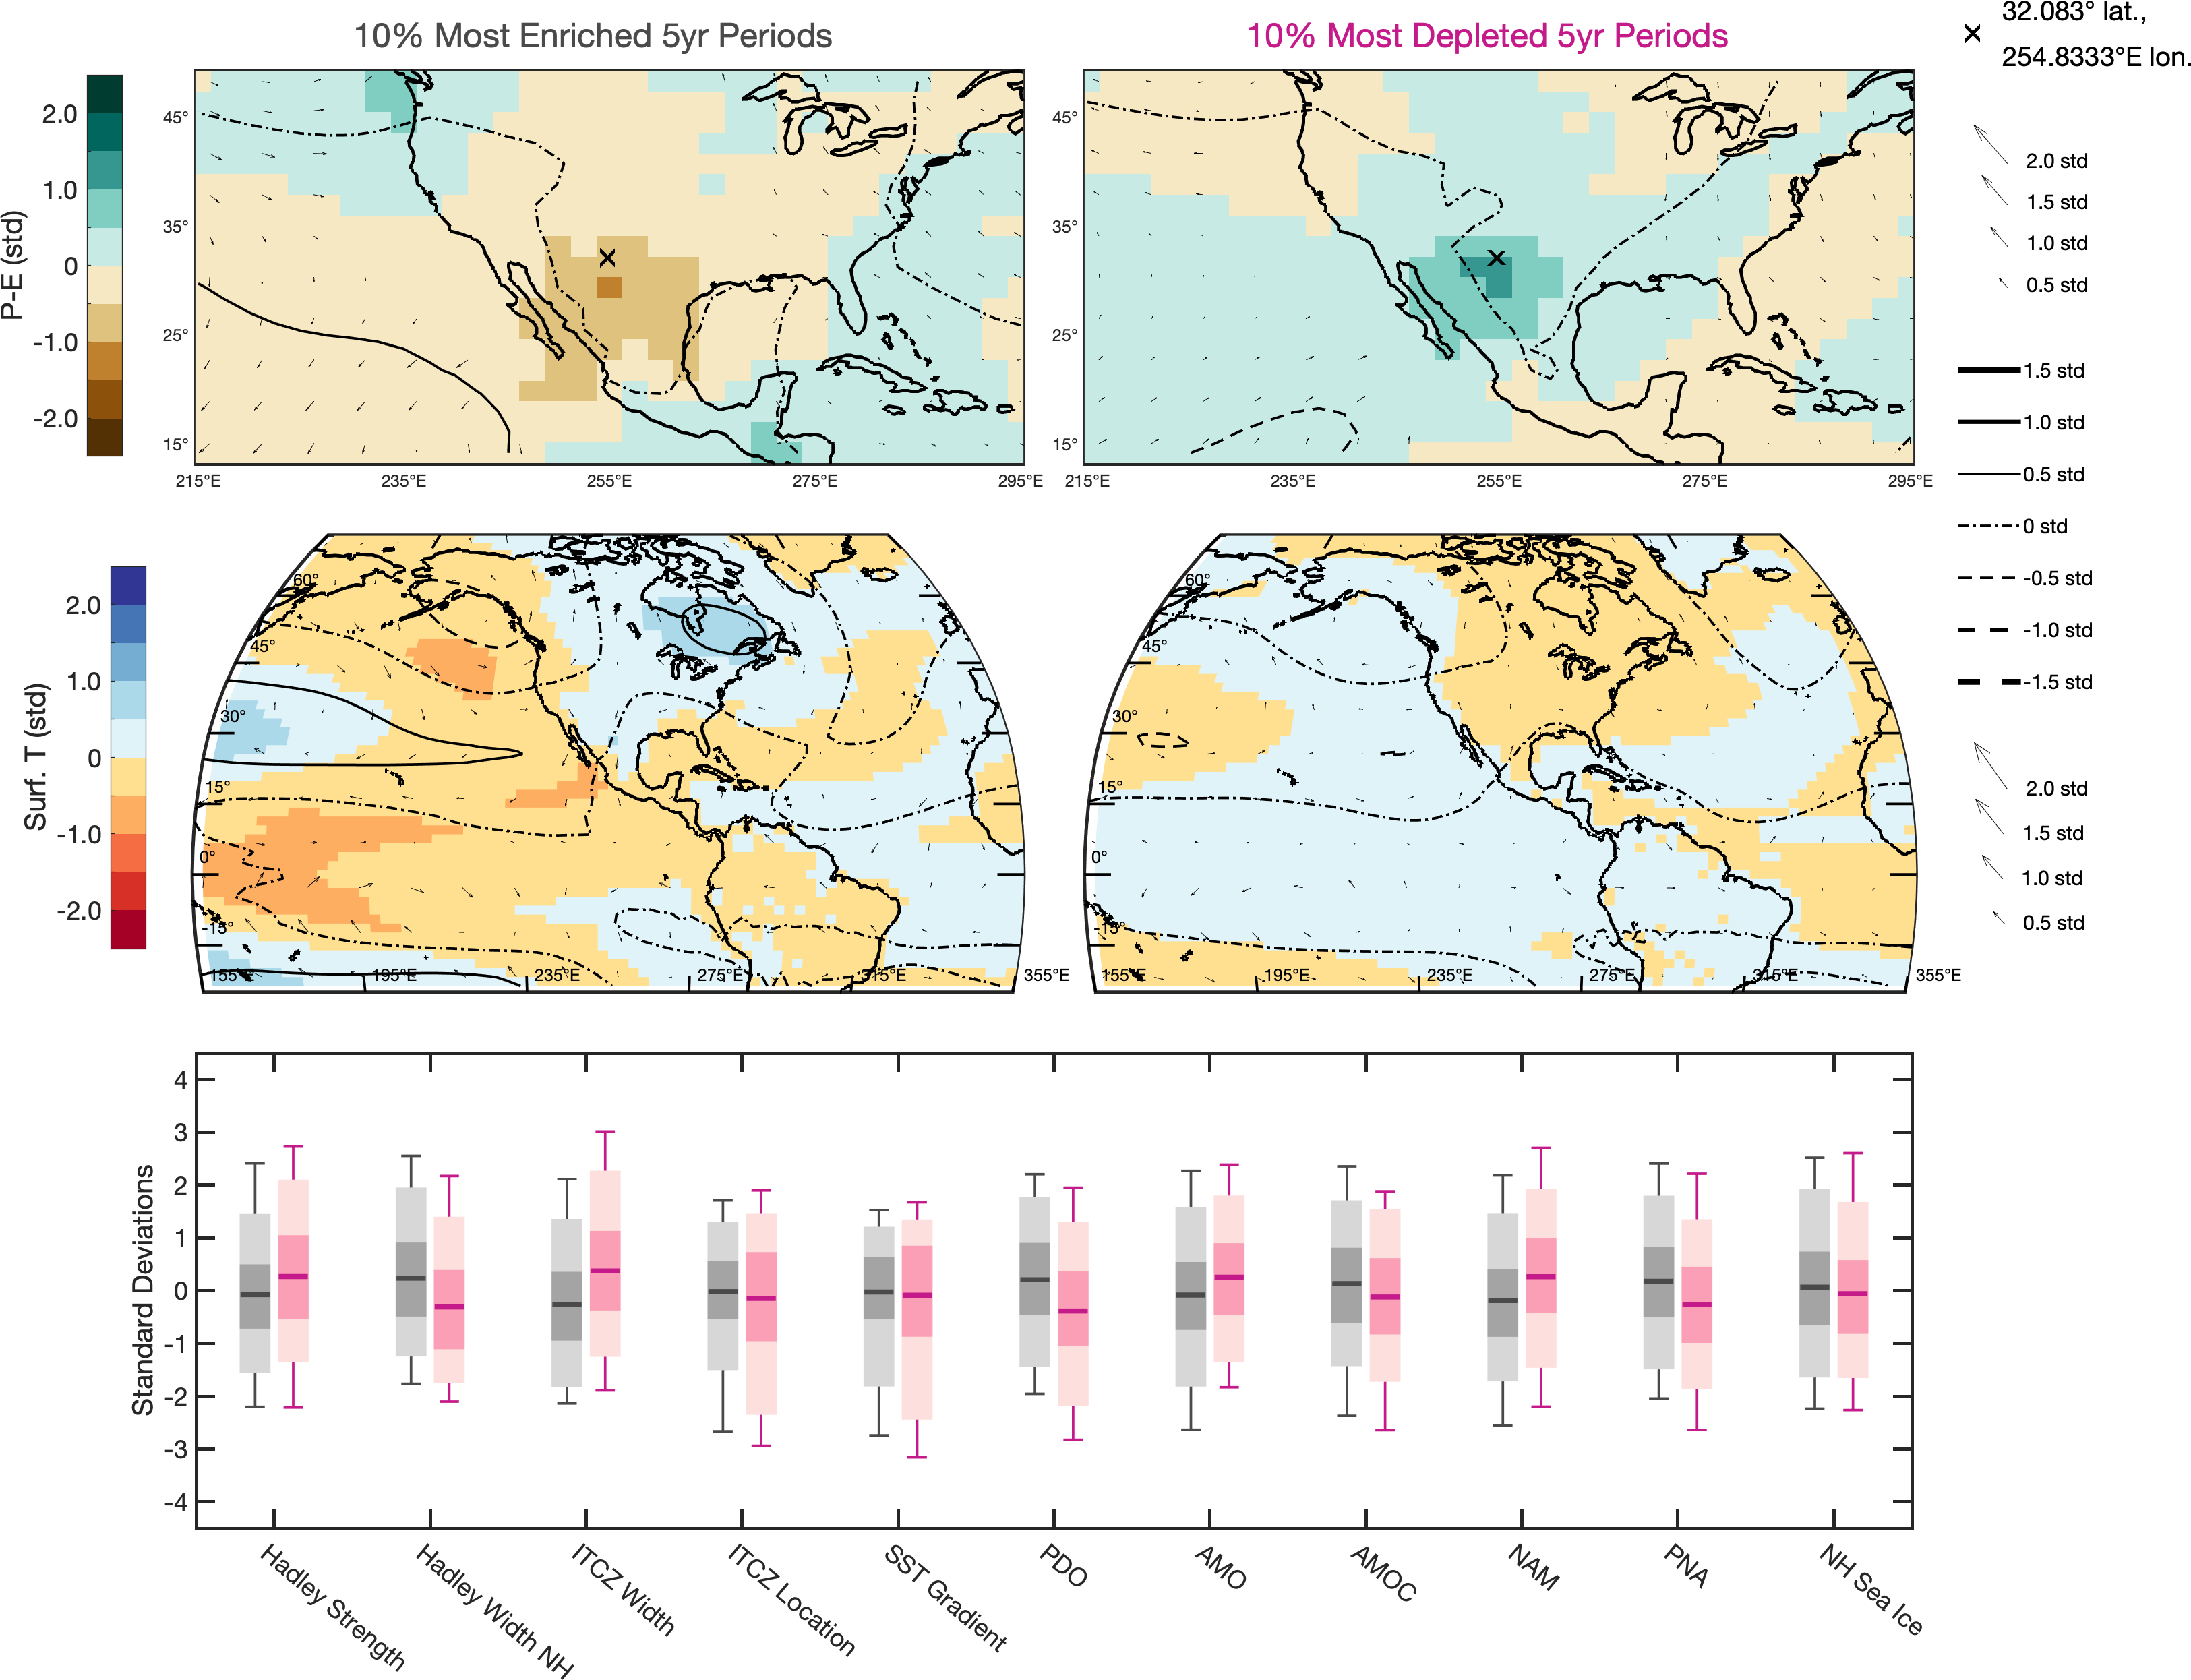 10% Most Enriched 5yr Periods
10% Most Depleted 5yr Periods
32.083° lat.,
254.8333°E lon.
P-E (std)
2.0
1.0
0
-1.0
-2.0
45°
35°
25°
15°
215°E
235°E
255°E
275°E
295°E
45°
35°
25°
15°
215°E
235°E
255°E
275°E
295°E
2.0 std
1.5 std
1.0 std
0.5 std
1.5 std
1.0 std
0.5 std
0 std
-0.5 std
-1.0 std
-1.5 std
Surf. T (std)
2.0
1.0
0
-1.0
-2.0
60°
45°
30°
15°
0°
-15°
155°E
195°E
235°E
275°E
315°E
355°E
60°
45°
30°
15°
0°
-15°
155°E
195°E
235°E
275°E
315°E
355°E
2.0 std
1.5 std
1.0 std
0.5 std
Standard Deviations
4
3
2
1
0
-1
-2
-3
-4
Hadley Strength
Hadley Width NH
ITCZ Width
ITCZ Location
SST Gradient
PDO
AMO
AMOC
NAM
PNA
NH Sea Ice